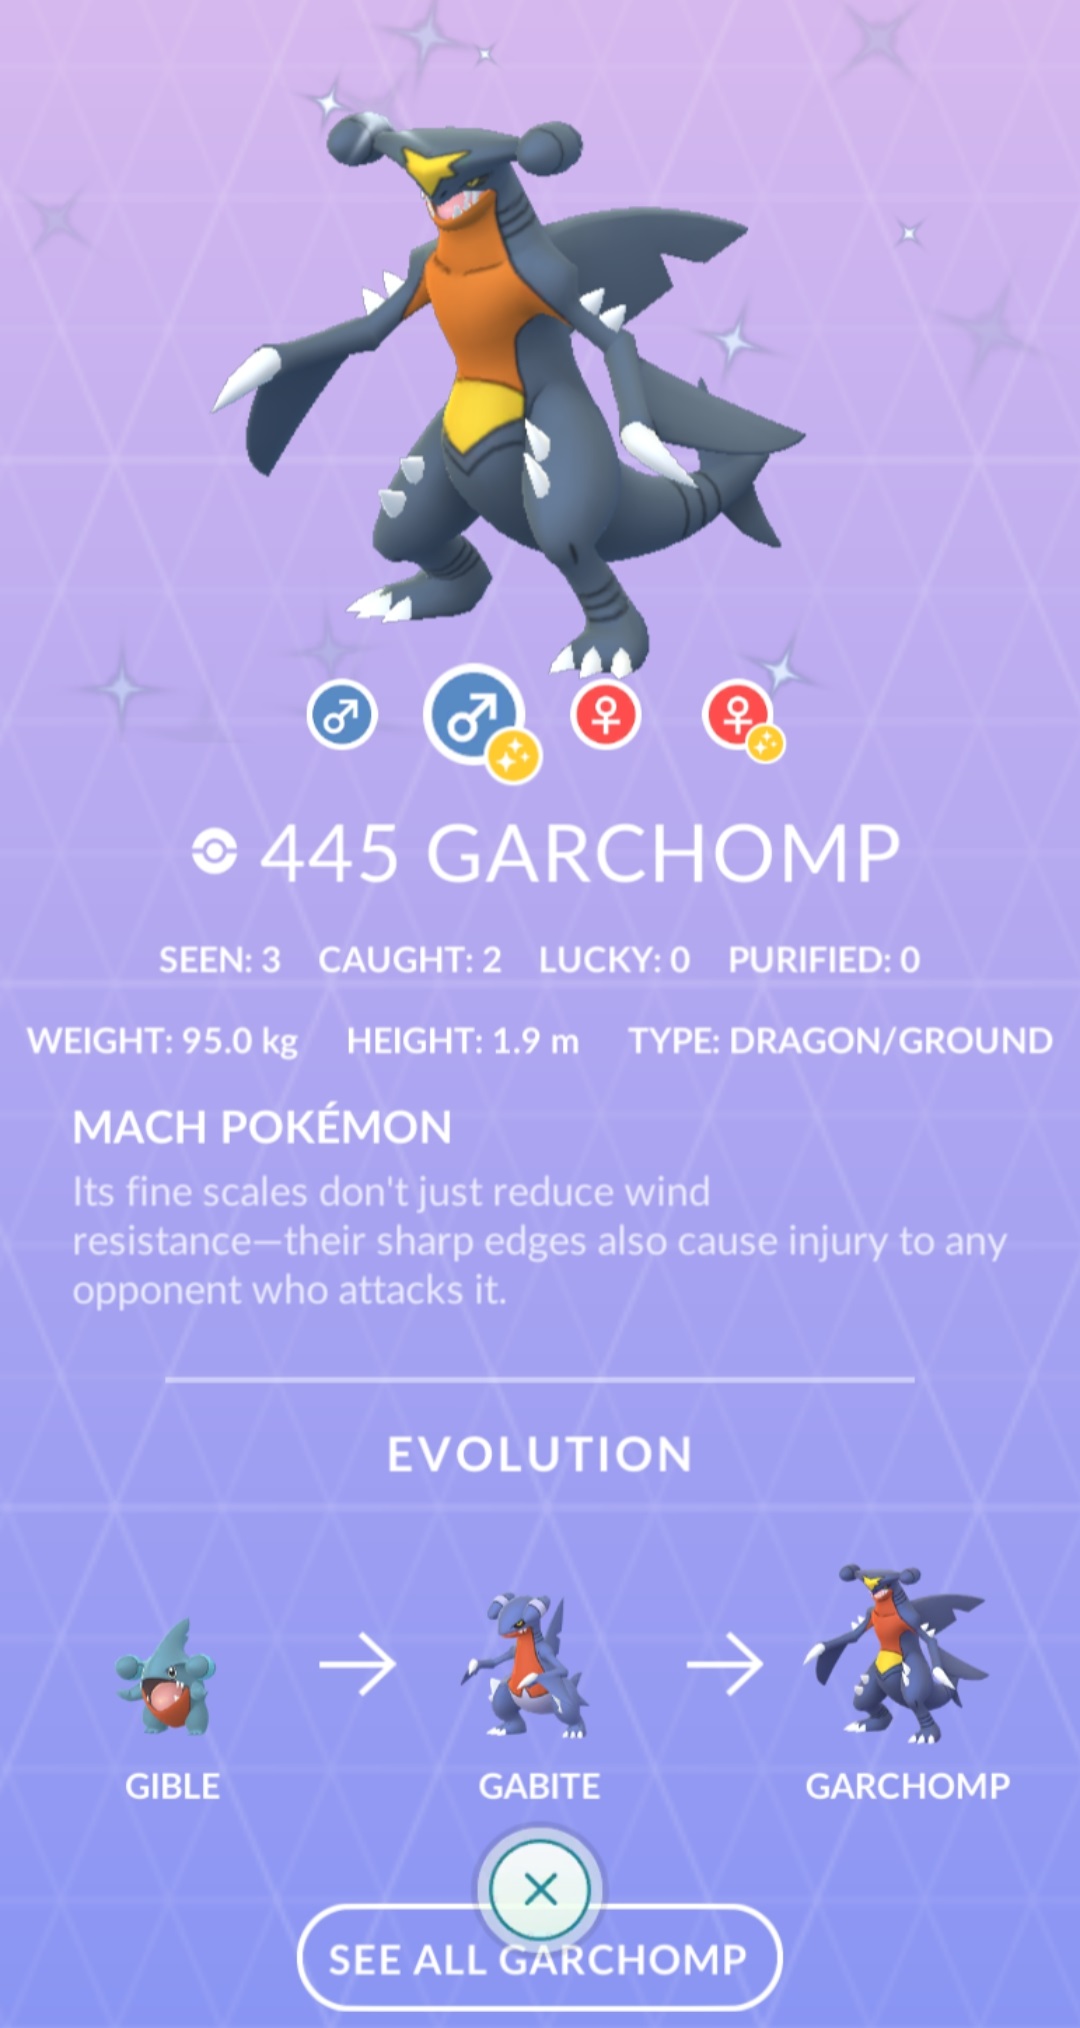 445 GARCHOMP
SEEN: 3 CAUGHT: 2 LUCKY: 0 PURIFIED: 0
WEIGHT: 95.0 kg HEIGHT: 1.9 m TYPE: DRAGON/GROUND
MACH POKÉMON
Its fine scales don't just reduce wind
resistance—their sharp edges also cause injury to any
opponent who attacks it.
EVOLUTION
GIBLE GABITE GARCHOMP
SEE ALL GARCHOMP